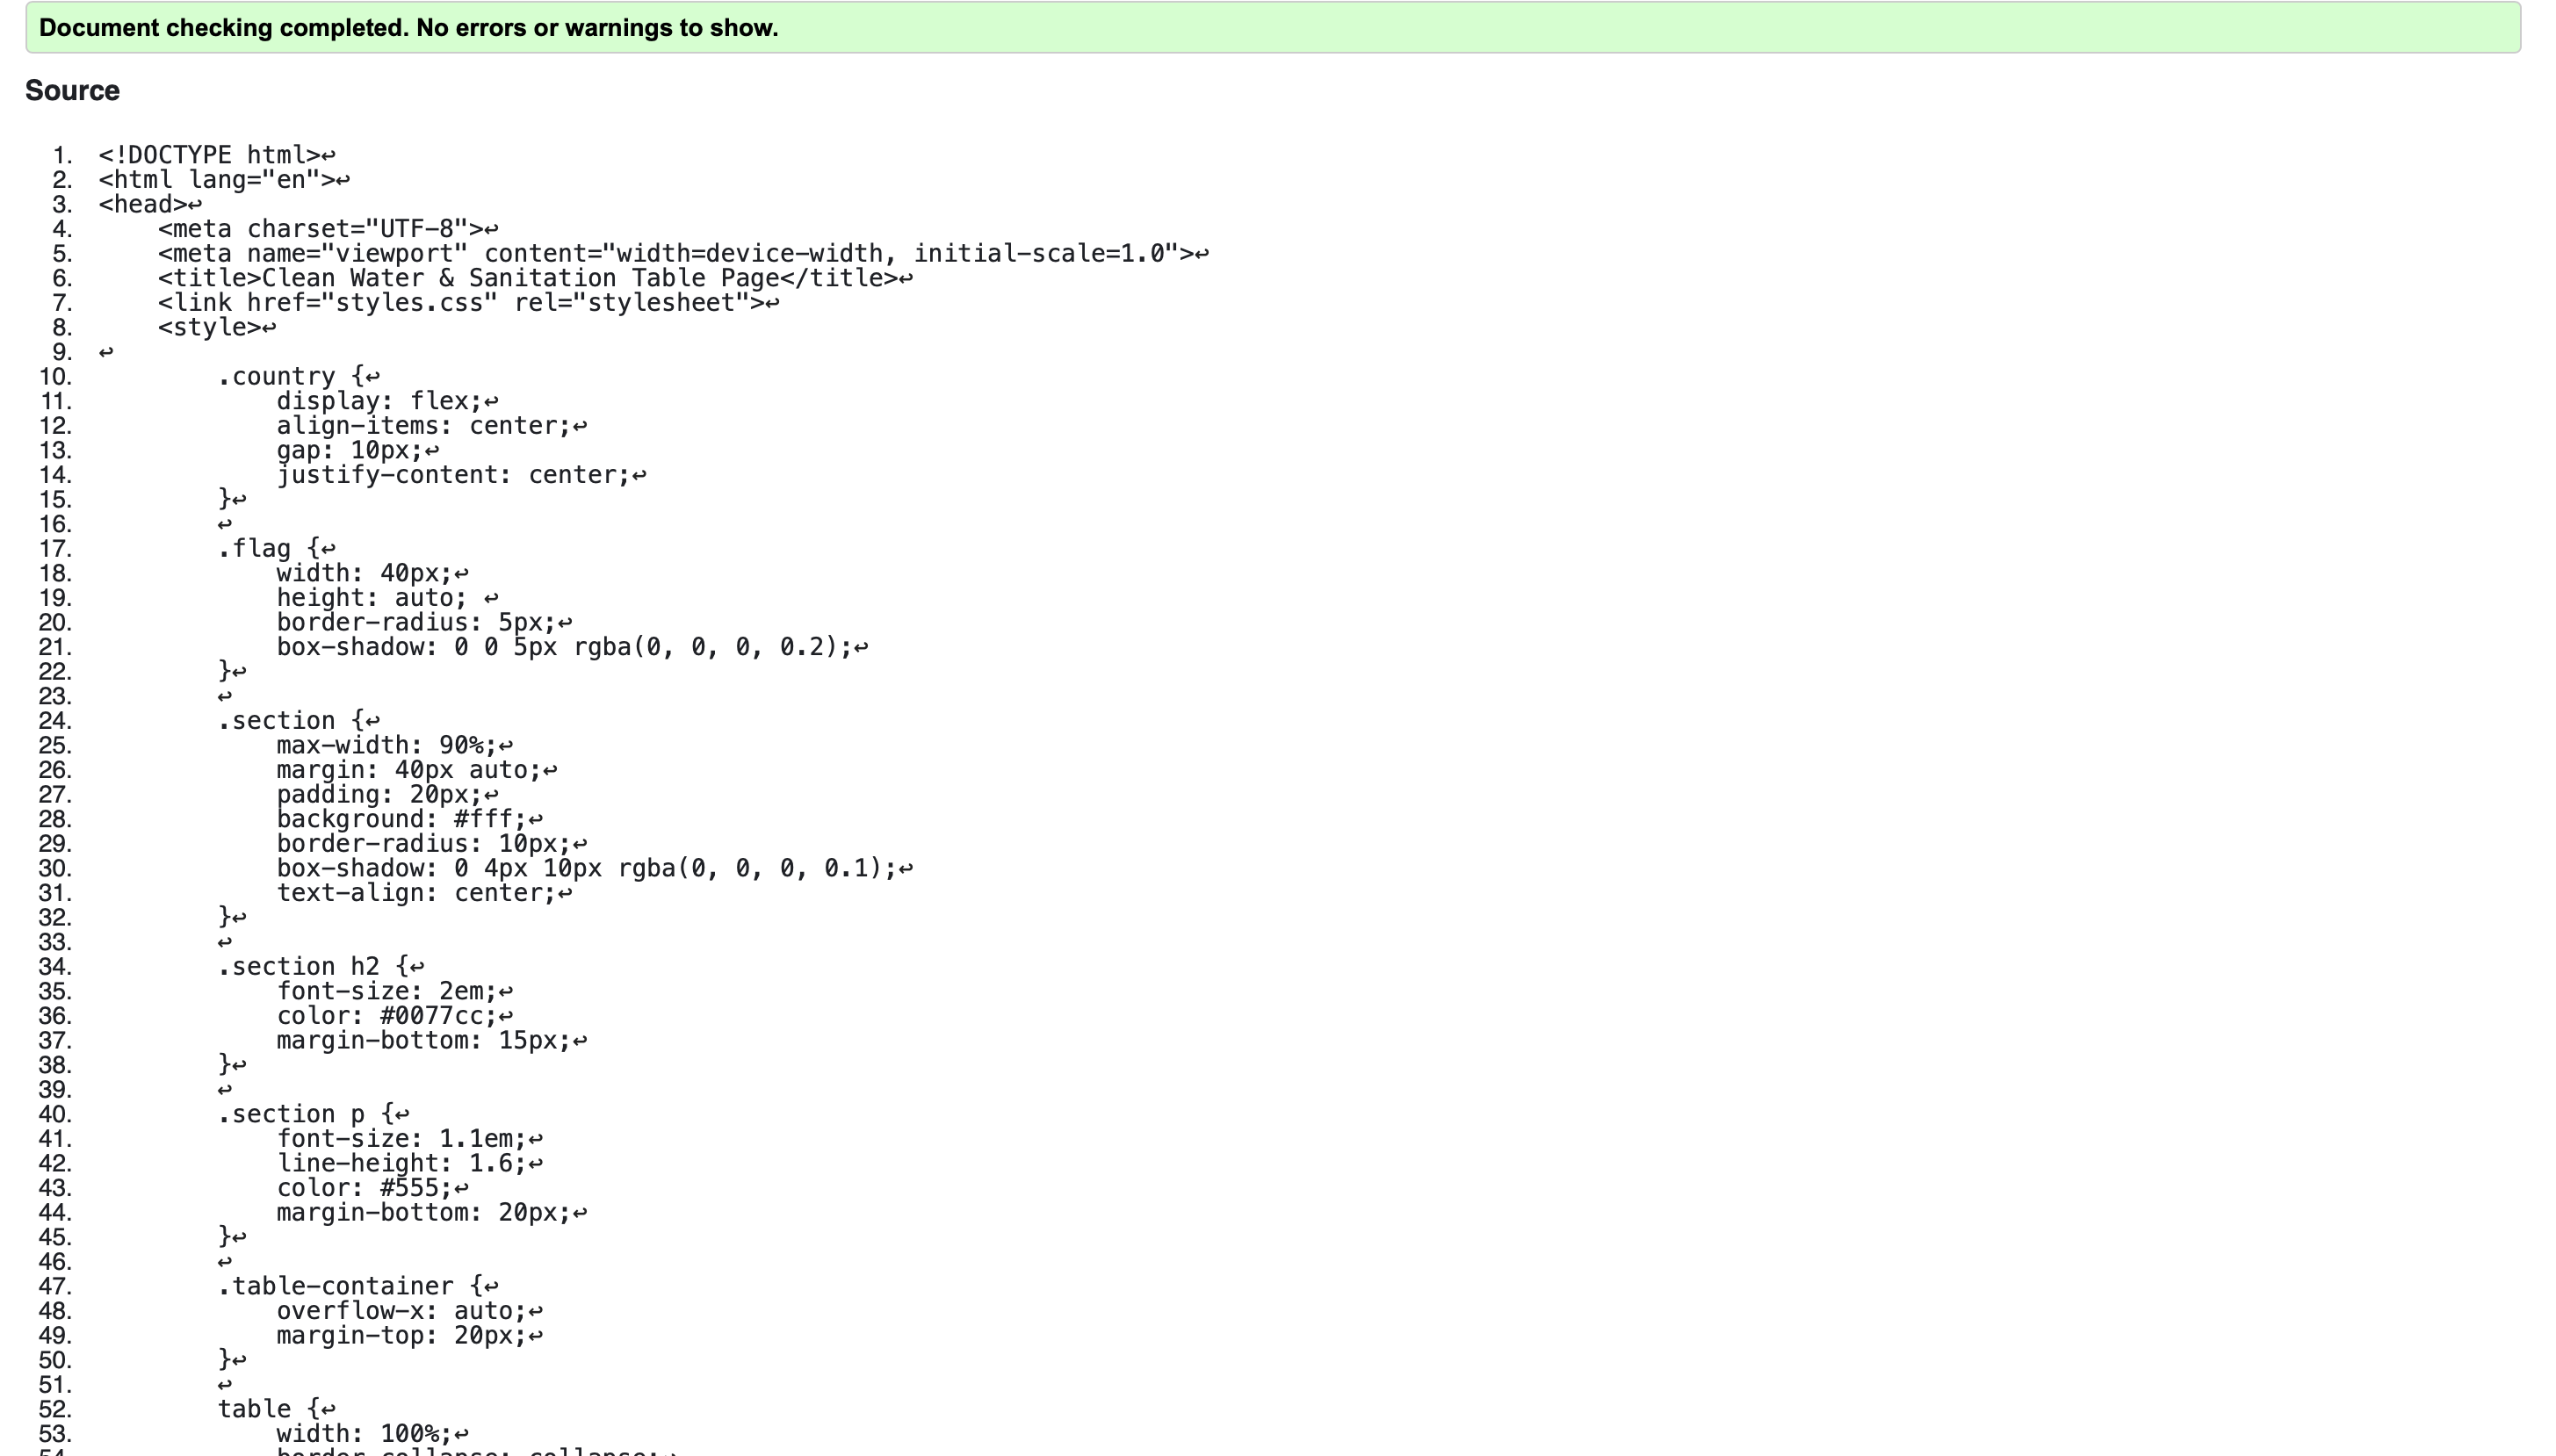 Document checking completed. No errors or warnings to show.
Source
1. <!DOCTYPE html>↩
2. <html lang="en">↩
3. <head>↩
4.     <meta charset="UTF-8">↩
5.     <meta name="viewport" content="width=device-width, initial-scale=1.0">↩
6.     <title>Clean Water & Sanitation Table Page</title>↩
7.     <link href="styles.css" rel="stylesheet">↩
8.     <style>↩
9. ↩
10.         .country {↩
11.             display: flex;↩
12.             align-items: center;↩
13.             gap: 10px;↩
14.             justify-content: center;↩
15.         }↩
16.         ↩
17.         .flag {↩
18.             width: 40px;↩
19.             height: auto; ↩
20.             border-radius: 5px;↩
21.             box-shadow: 0 0 5px rgba(0, 0, 0, 0.2);↩
22.         }↩
23.         ↩
24.         .section {↩
25.             max-width: 90%;↩
26.             margin: 40px auto;↩
27.             padding: 20px;↩
28.             background: #fff;↩
29.             border-radius: 10px;↩
30.             box-shadow: 0 4px 10px rgba(0, 0, 0, 0.1);↩
31.             text-align: center;↩
32.         }↩
33.         ↩
34.         .section h2 {↩
35.             font-size: 2em;↩
36.             color: #0077cc;↩
37.             margin-bottom: 15px;↩
38.         }↩
39.         ↩
40.         .section p {↩
41.             font-size: 1.1em;↩
42.             line-height: 1.6;↩
43.             color: #555;↩
44.             margin-bottom: 20px;↩
45.         }↩
46.         ↩
47.         .table-container {↩
48.             overflow-x: auto;↩
49.             margin-top: 20px;↩
50.         }↩
51.         ↩
52.         table {↩
53.             width: 100%;↩